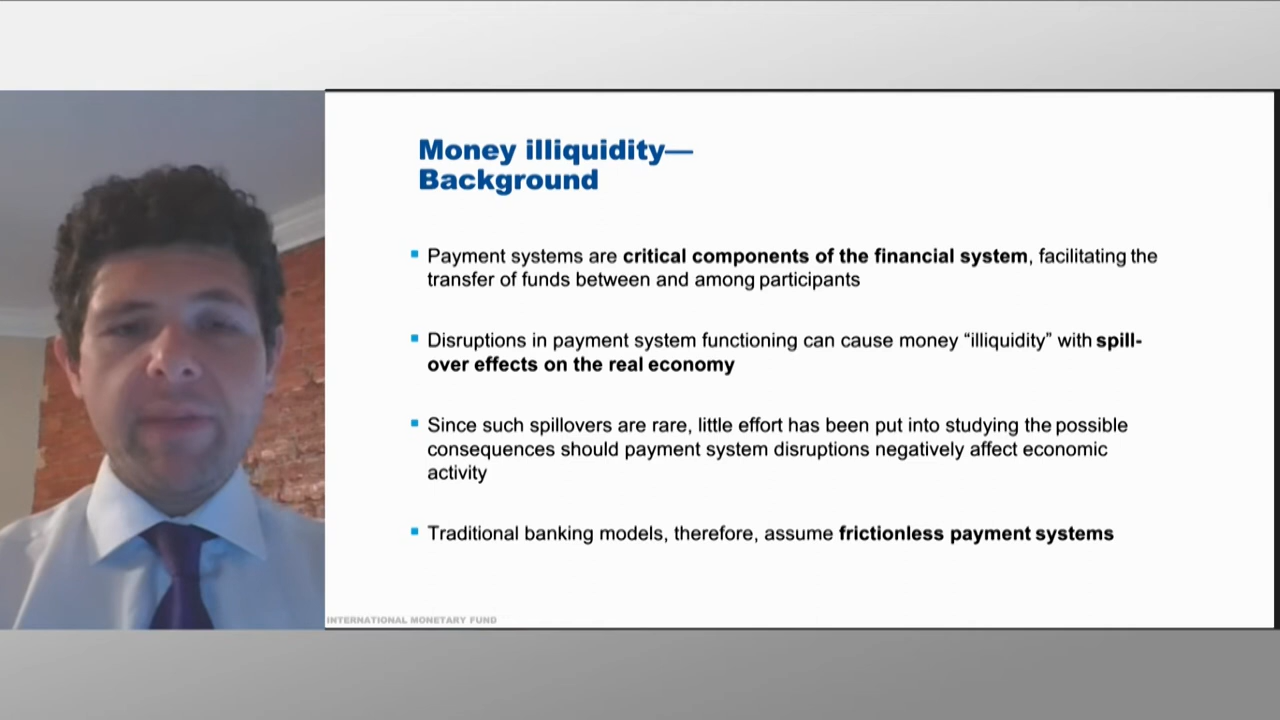 Money illiquidity—
Background
▪ Payment systems are critical components of the financial system, facilitating the
transfer of funds between and among participants
▪ Disruptions in payment system functioning can cause money “illiquidity” with spill-
over effects on the real economy
▪ Since such spillovers are rare, little effort has been put into studying the possible
consequences should payment system disruptions negatively affect economic
activity
▪ Traditional banking models, therefore, assume frictionless payment systems
INTERNATIONAL MONETARY FUND